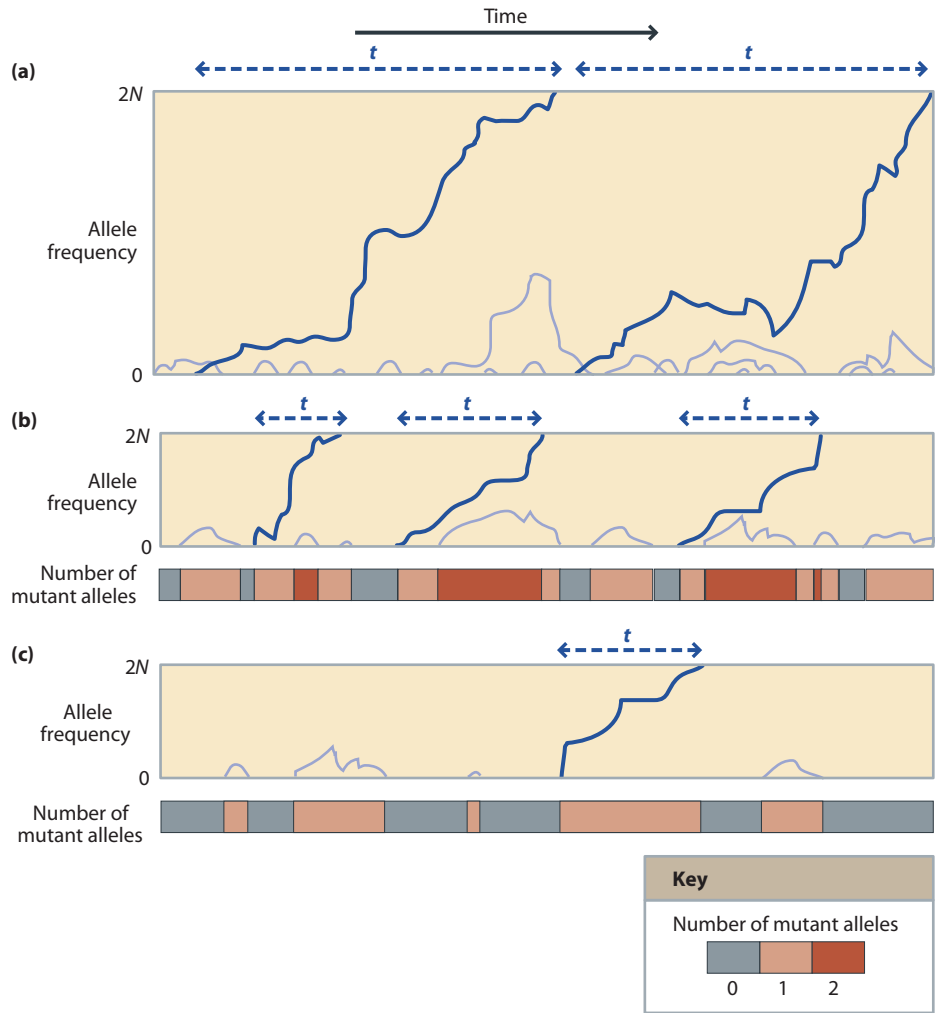 Time
(a)
t
t
2N
Allele
frequency
0
(b)
t
t
t
2N
Allele
frequency
0
Number of
mutant alleles
(c)
t
2N
Allele
frequency
0
Number of
mutant alleles
Key
Number of mutant alleles
0 1 2